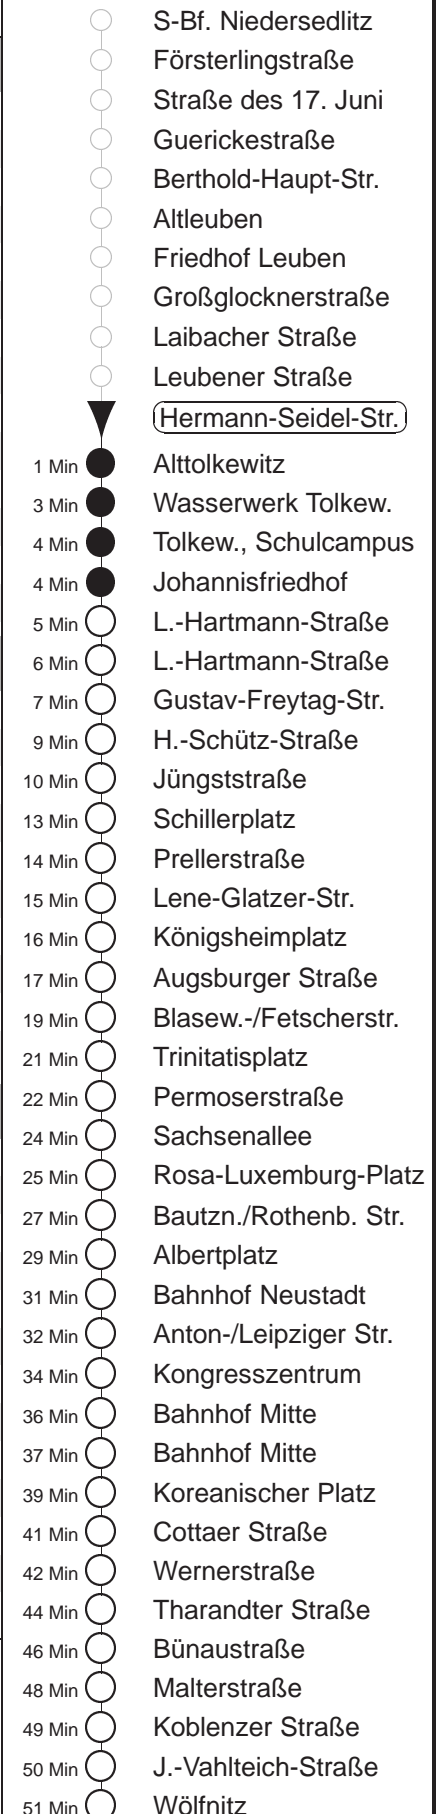 S-Bf. Niedersedlitz
Försterlingstraße
Straße des 17. Juni
Guerickestraße
Berthold-Haupt-Str.
Altleuben
Friedhof Leuben
Großglocknerstraße
Laibacher Straße
Leubener Straße
Hermann-Seidel-Str.
1 Min Alttolkewitz
3 Min Wasserwerk Tolkew.
4 Min Tolkew., Schulcampus
4 Min Johannisfriedhof
5 Min L.-Hartmann-Straße
6 Min L.-Hartmann-Straße
7 Min Gustav-Freytag-Str.
9 Min H.-Schütz-Straße
10 Min Jüngststraße
13 Min Schillerplatz
14 Min Prellerstraße
15 Min Lene-Glatzer-Str.
16 Min Königsheimplatz
17 Min Augsburger Straße
19 Min Blasew.-/Fetscherstr.
21 Min Trinitatisplatz
22 Min Permoserstraße
24 Min Sachsenallee
25 Min Rosa-Luxemburg-Platz
27 Min Bautzn./Rothenb. Str.
29 Min Albertplatz
31 Min Bahnhof Neustadt
32 Min Anton-/Leipziger Str.
34 Min Kongresszentrum
36 Min Bahnhof Mitte
37 Min Bahnhof Mitte
39 Min Koreanischer Platz
41 Min Cottaer Straße
42 Min Wernerstraße
44 Min Tharandter Straße
46 Min Bünaustraße
48 Min Malterstraße
49 Min Koblenzer Straße
50 Min J.-Vahlteich-Straße
51 Min Wölfnitz